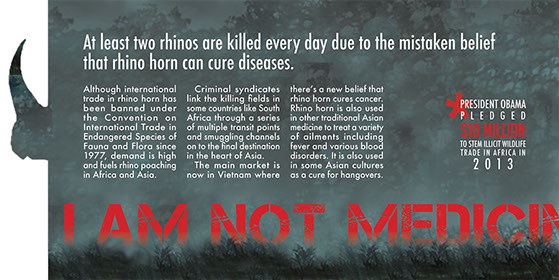 At least two rhinos are killed every day due to the mistaken belief
that rhino horn can cure diseases.
Although international
trade in rhino horn has
been banned under
the Convention on
International Trade in
Endangered Species of
Fauna and Flora since
1977, demand is high
and fuels rhino poaching
in Africa and Asia.
Criminal syndicates
link the killing fields in
some countries like South
Africa through a series
of multiple transit points
and smuggling channels
on to the final destination
in the heart of Asia.
The main market is
now in Vietnam where
there's a new belief that
rhino horn cures cancer.
Rhino horn is also used
in other traditional Asian
medicine to treat a variety
of ailments including
fever and various blood
disorders. It is also used
in some Asian cultures
as a cure for hangovers.
*PRESIDENT OBAMA
PLEDGED
$10 MILLION
TO STEM ILLICIT WILDLIFE
TRADE IN AFRICA IN
2013
I AM NOT MEDICIN